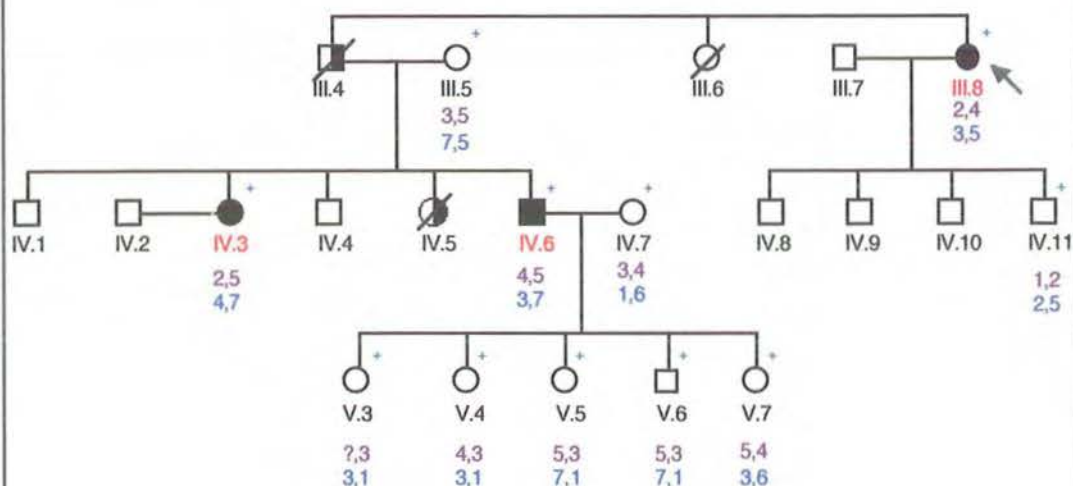 + +
III.4 III.5 III.6 III.7 III.8
3,5 2,4
7,5 3,5
+ + + +
IV.1 IV.2 IV.3 IV.4 IV.5 IV.6 IV.7 IV.8 IV.9 IV.10 IV.11
2,5 4,5 3,4 1,2
4,7 3,7 1,6 2,5
+ + + + +
V.3 V.4 V.5 V.6 V.7
?,3 4,3 5,3 5,3 5,4
3,1 3,1 7,1 7,1 3,6